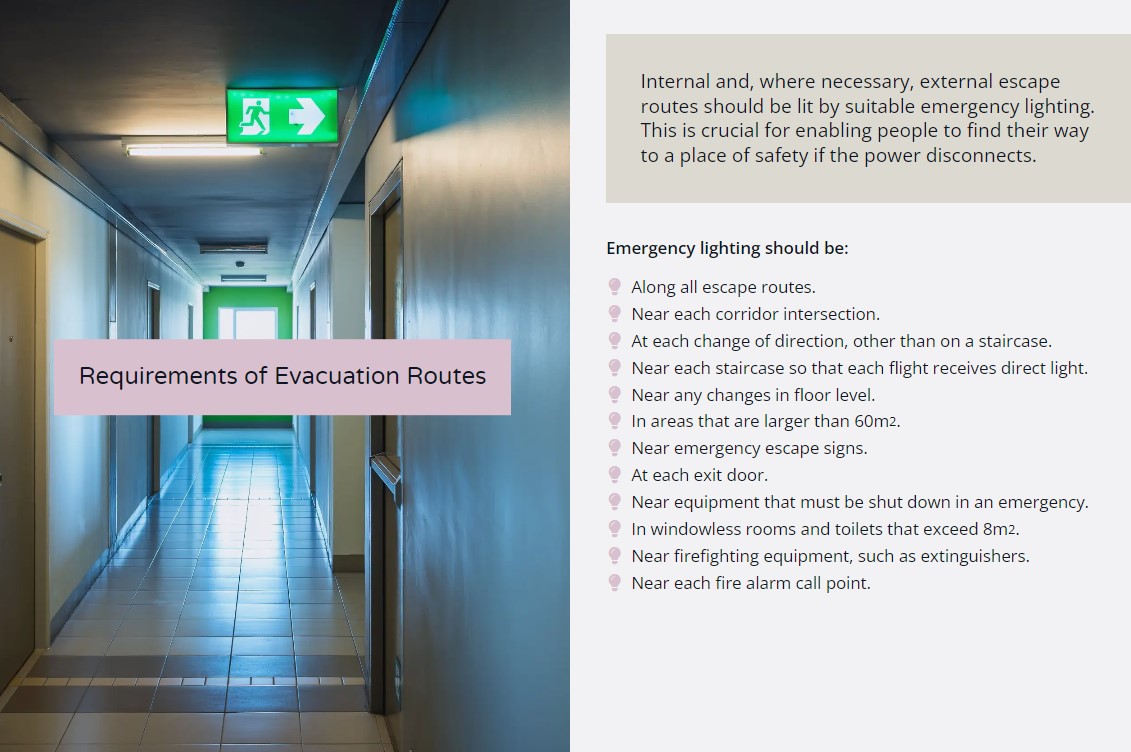 Requirements of Evacuation Routes
Internal and, where necessary, external escape
routes should be lit by suitable emergency lighting.
This is crucial for enabling people to find their way
to a place of safety if the power disconnects.
Emergency lighting should be:
Along all escape routes.
Near each corridor intersection.
At each change of direction, other than on a staircase.
Near each staircase so that each flight receives direct light.
Near any changes in floor level.
In areas that are larger than 60m2.
Near emergency escape signs.
At each exit door.
Near equipment that must be shut down in an emergency.
In windowless rooms and toilets that exceed 8m2.
Near firefighting equipment, such as extinguishers.
Near each fire alarm call point.